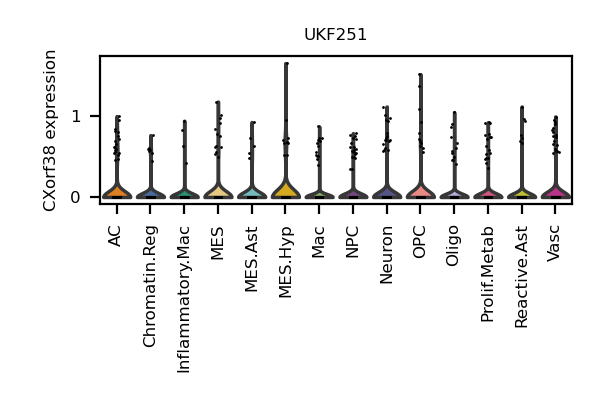 UKF251
CXorf38 expression
1
0
AC
Chromatin.Reg
Inflammatory.Mac
MES
MES.Ast
MES.Hyp
Mac
NPC
Neuron
OPC
Oligo
Prolif.Metab
Reactive.Ast
Vasc